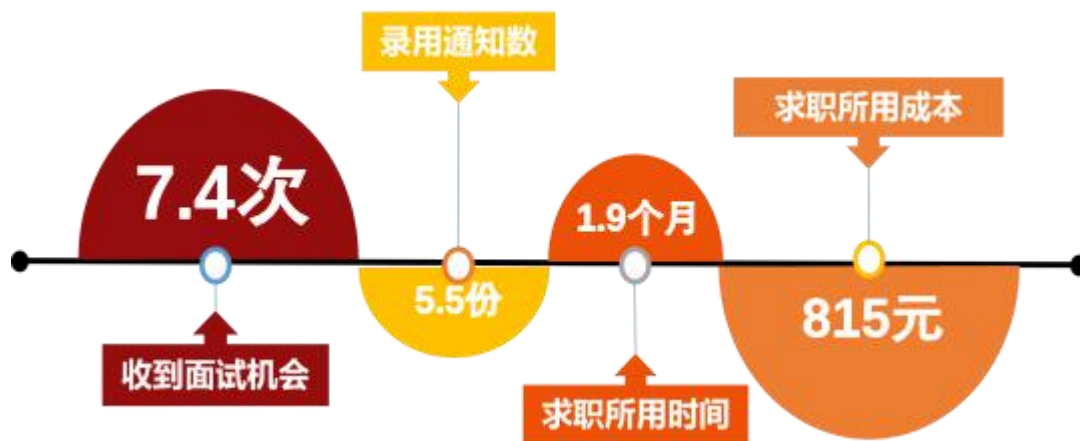 录用通知数
求职所用成本
7.4次
1.9个月
5.5份
815元
收到面试机会
求职所用时间